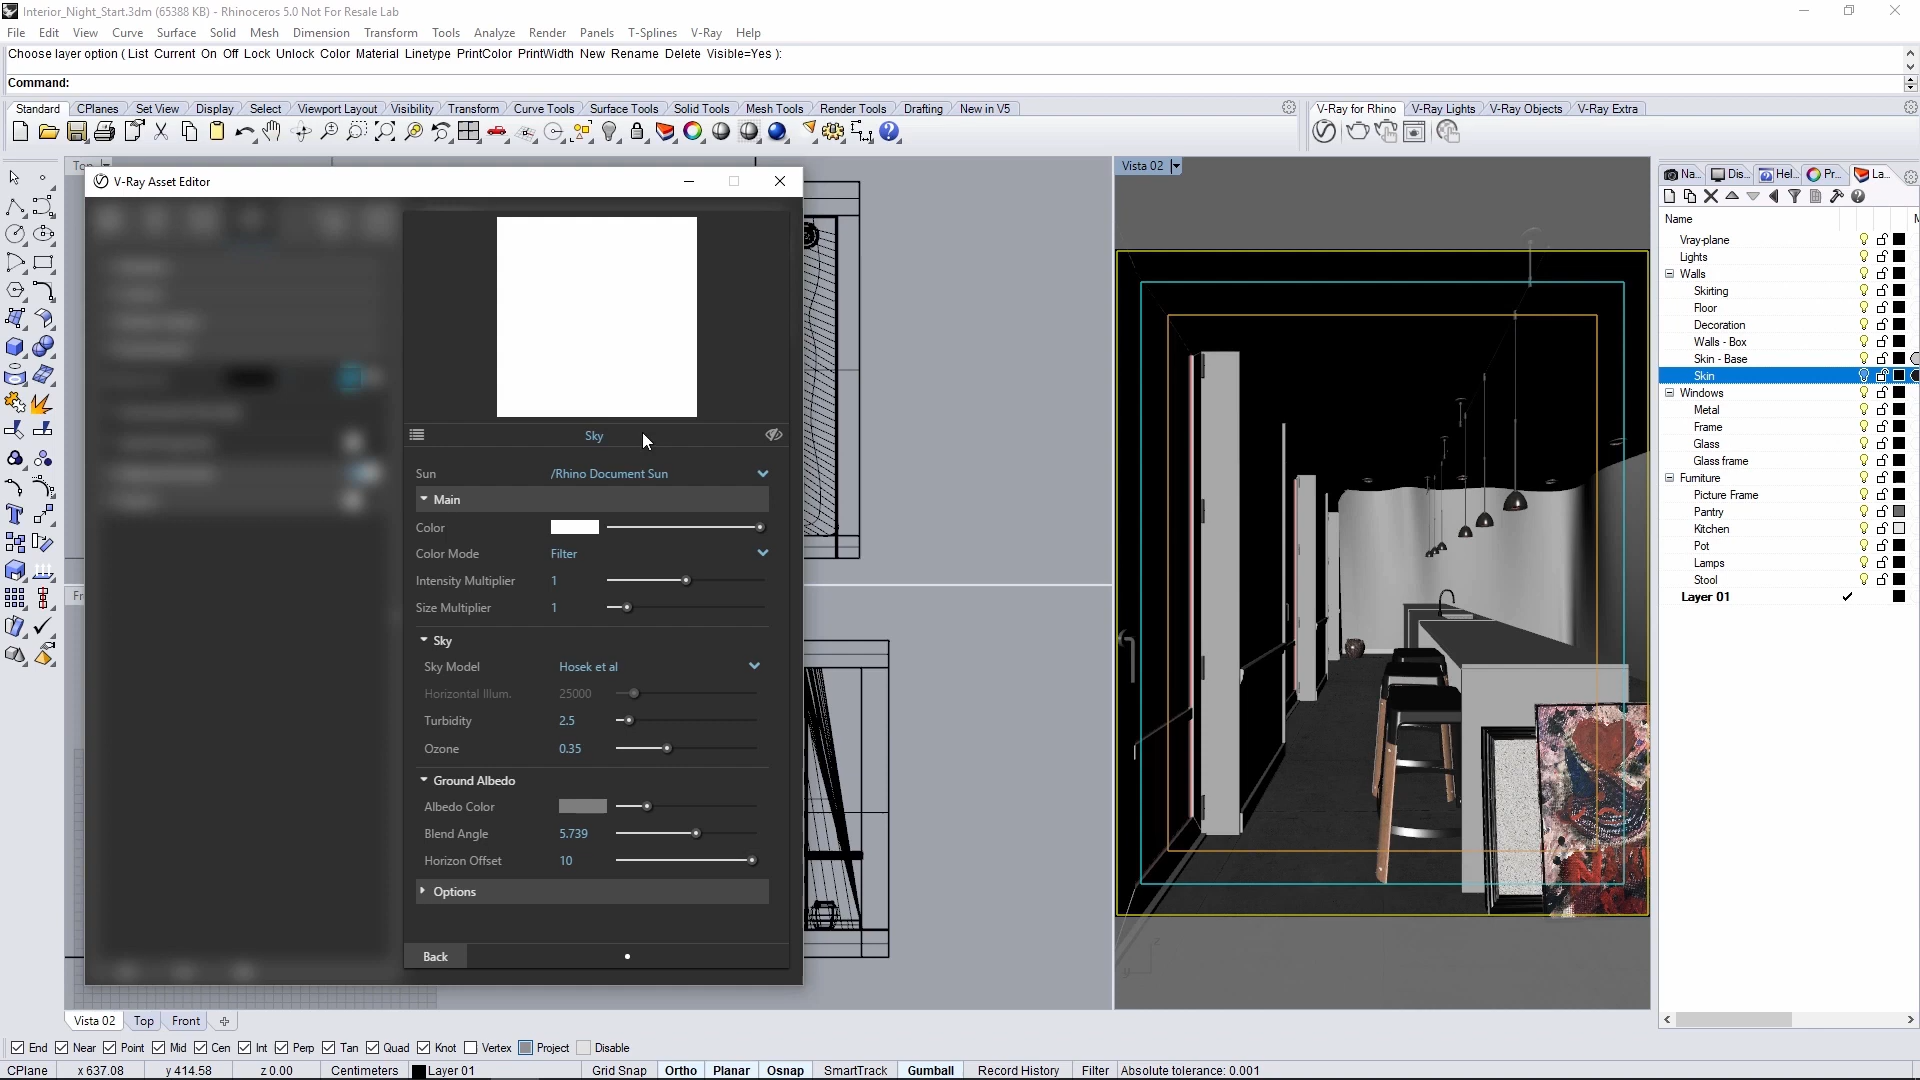 Interior_Night_Start.3dm (65388 KB) - Rhinoceros 5.0 Not For Resale Lab
File Edit View Curve Surface Solid Mesh Dimension Transform Tools Analyze Render Panels T-Splines V-Ray Help
Choose layer option ( List Current On Off Lock Unlock Color Material Linetype PrintColor PrintWidth New Rename Delete Visible=Yes ):
Command:
Standard CPlanes Set View Display Select Viewport Layout Visibility Transform Curve Tools Surface Tools Solid Tools Mesh Tools Render Tools Drafting New in V5
V-Ray for Rhino V-Ray Lights V-Ray Objects V-Ray Extra
V-Ray Asset Editor
Sky
Sun /Rhino Document Sun
Main
Color
Color Mode Filter
Intensity Multiplier 1
Size Multiplier 1
Sky
Sky Model Hosek et al
Horizontal Illum. 25000
Turbidity 2.5
Ozone 0.35
Ground Albedo
Albedo Color
Blend Angle 5.739
Horizon Offset 10
Options
Back
Vista 02
Na... Dis... Hel... Pr... La...
Name
Vray-plane
Lights
Walls
Skirting
Floor
Decoration
Walls - Box
Skin - Base
Skin
Windows
Metal
Frame
Glass
Glass frame
Furniture
Picture Frame
Pantry
Kitchen
Pot
Lamps
Stool
Layer 01
Vista 02 Top Front
End Near Point Mid Cen Int Perp Tan Quad Knot Vertex Project Disable
CPlane x 637.08 y 414.58 z 0.00 Centimeters Layer 01 Grid Snap Ortho Planar Osnap SmartTrack Gumball Record History Filter Absolute tolerance: 0.001